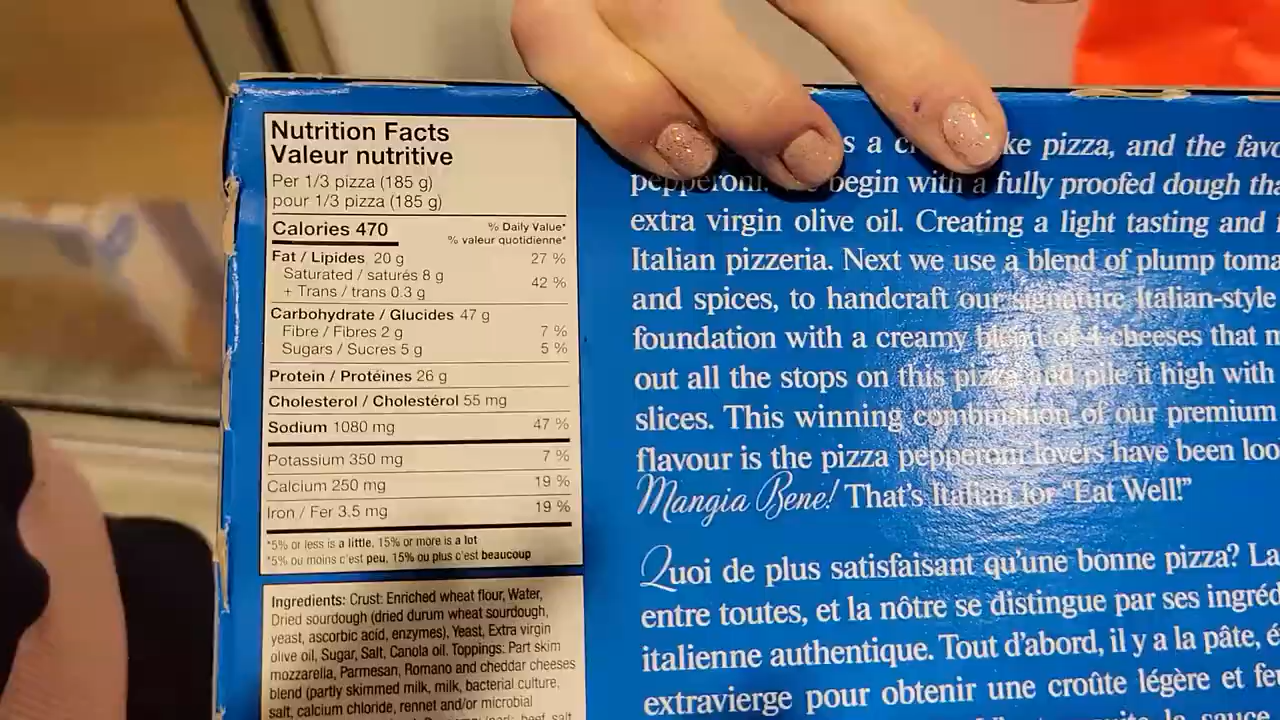 Nutrition Facts
Valeur nutritive
Per 1/3 pizza (185 g)
pour 1/3 pizza (185 g)
Calories 470 % Daily Value*
% valeur quotidienne*
Fat / Lipides 20 g 27 %
Saturated / saturés 8 g
+ Trans / trans 0.3 g 42 %
Carbohydrate / Glucides 47 g
Fibre / Fibres 2 g 7 %
Sugars / Sucres 5 g 5 %
Protein / Protéines 26 g
Cholesterol / Cholestérol 55 mg
Sodium 1080 mg 47 %
Potassium 350 mg 7 %
Calcium 250 mg 19 %
Iron / Fer 3.5 mg 19 %
*5% or less is a little, 15% or more is a lot
*5% ou moins c'est peu, 15% ou plus c'est beaucoup
Ingredients: Crust: Enriched wheat flour, Water,
Dried sourdough (dried durum wheat sourdough,
yeast, ascorbic acid, enzymes), Yeast, Extra virgin
olive oil, Sugar, Salt, Canola oil. Toppings: Part skim
mozzarella, Parmesan, Romano and cheddar cheeses
blend (partly skimmed milk, milk, bacterial culture,
salt, calcium chloride, rennet and/or microbial
a pizza, and the
pepperoni. begin with a fully proofed dough
extra virgin olive oil. Creating a light tasting and
Italian pizzeria. Next we use a blend of plump
and spices, to handcraft our signature Italian-style
foundation with a creamy blend of 4 cheeses that
out all the stops on this pizza and pile it high with
slices. This winning combination of our premium
flavour is the pizza pepperoni lovers have been
Mangia Bene! That's Italian for "Eat Well!"
Quoi de plus satisfaisant qu'une bonne pizza? La
entre toutes, et la nôtre se distingue par ses
italienne authentique. Tout d'abord, il y a la pâte,
extravierge pour obtenir une croûte légère et
la sauce